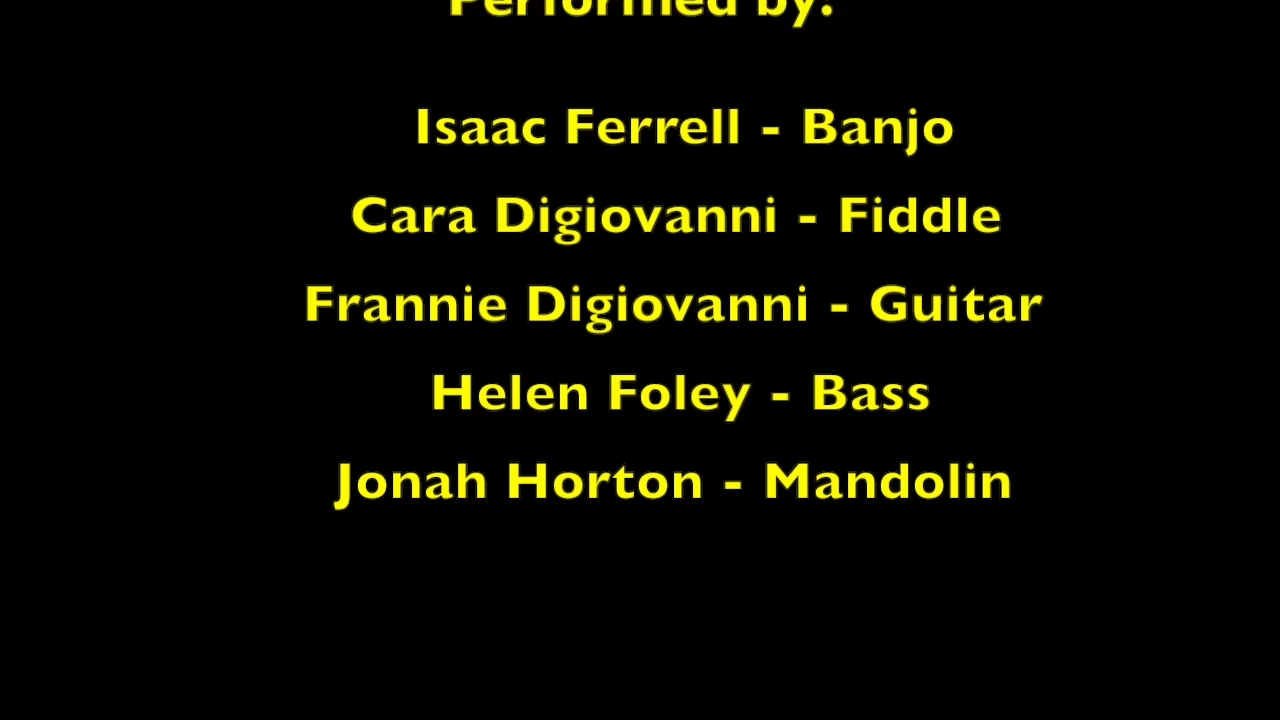 Performed by:
Isaac Ferrell - Banjo
Cara Digiovanni - Fiddle
Frannie Digiovanni - Guitar
Helen Foley - Bass
Jonah Horton - Mandolin